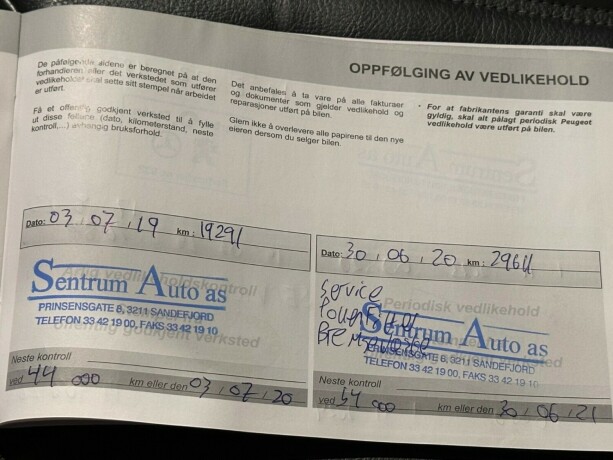 OPPFØLGING AV VEDLIKEHOLD
De påfølgende sidene er beregnet på at den
forhandleren eller det verkstedet som utfører
vedlikeholdet skal sette sitt stempel når arbeidet
er utført.
Få et offentlig godkjent verksted til å fylle
ut disse feltene (dato, kilometerstand, neste
kontroll,...) avhengig bruksforhold.
Det anbefales å ta vare på alle fakturaer
og dokumenter som gjelder vedlikehold og
reparasjoner utført på bilen.
Glem ikke å overlevere alle papirene til den nye
eieren dersom du selger bilen.
• For at fabrikantens garanti skal være
gyldig, skal alt pålagt periodisk Peugeot
vedlikehold være utført på bilen.
Dato: 03.07.19 km: 19291
Årlig vedlikeholdskontroll
Sentrum Auto as
PRINSENSGATE 6, 3211 SANDEFJORD
TELEFON 33 42 19 00, FAKS 33 42 19 10
offentlig godkjent verksted
Neste kontroll
ved 44 000 km eller den 03.07.20
Dato: 30.06.20 km:
Service
Periodisk vedlikehold
Sentrum Auto as
PRINSENSGATE 6, 3211 SANDEFJORD
TELEFON 33 42 19 00, FAKS 33 42 19 10
Neste kontroll
ved 54 000 km eller den 30.06.21